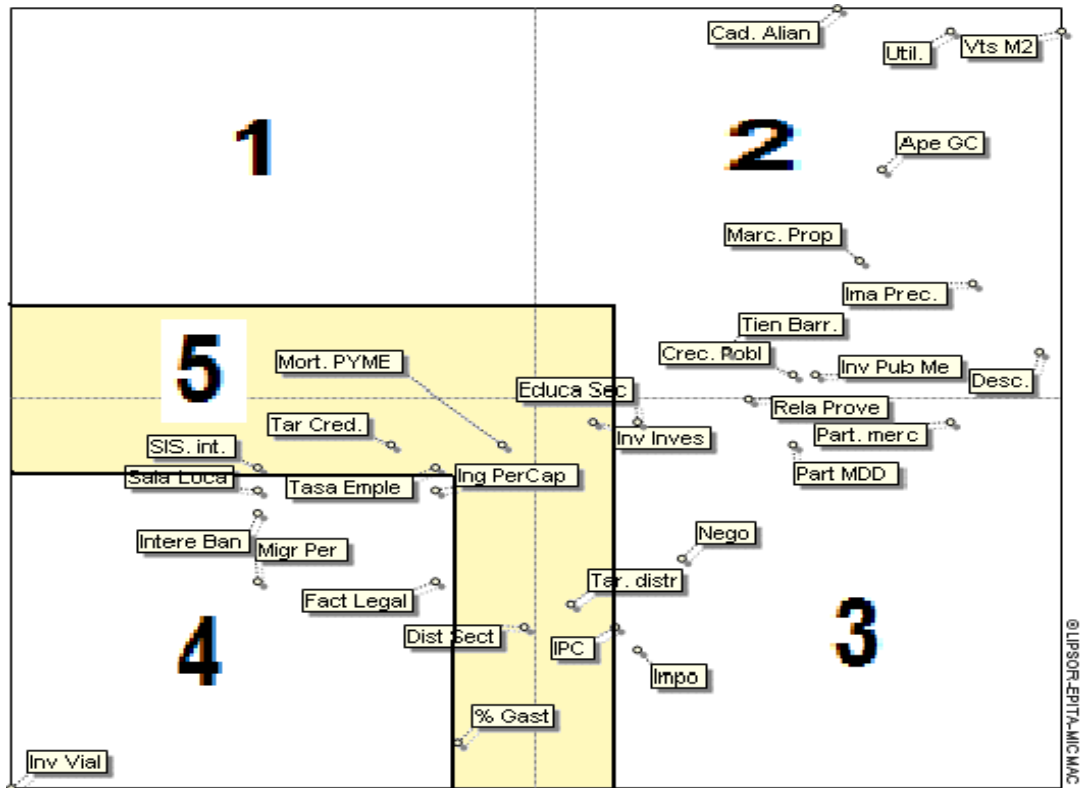 Cad. Alian
Util.
Vts M2
1
2
Ape GC
Marc. Prop
Ima Prec.
Tien Barr.
5
Mort. PYME
Crec. Pobl
Inv Pub Me
Desc.
Educa Sec
Rela Prove
Tar Cred.
Inv Inves
Part. merc
SIS. int.
Sala Loca
Tasa Emple
Ing PerCap
Part MDD
Intere Ban
Migr Per
Nego
Fact Legal
Tar. distr
4
Dist Sect
IPC
3
Impo
% Gast
Inv Vial
©LIPSOR-EPITA-MICMAC